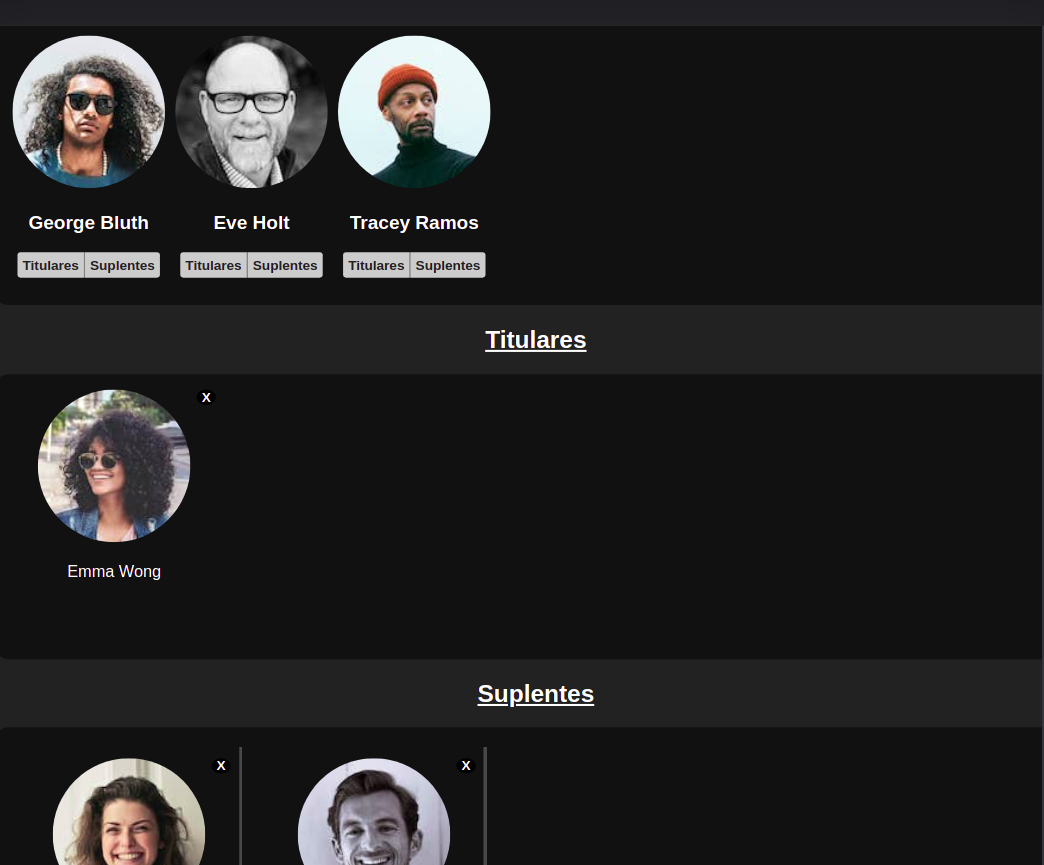 George Bluth Eve Holt Tracey Ramos
Titulares Suplentes Titulares Suplentes Titulares Suplentes
Titulares
X
Emma Wong
Suplentes
X X